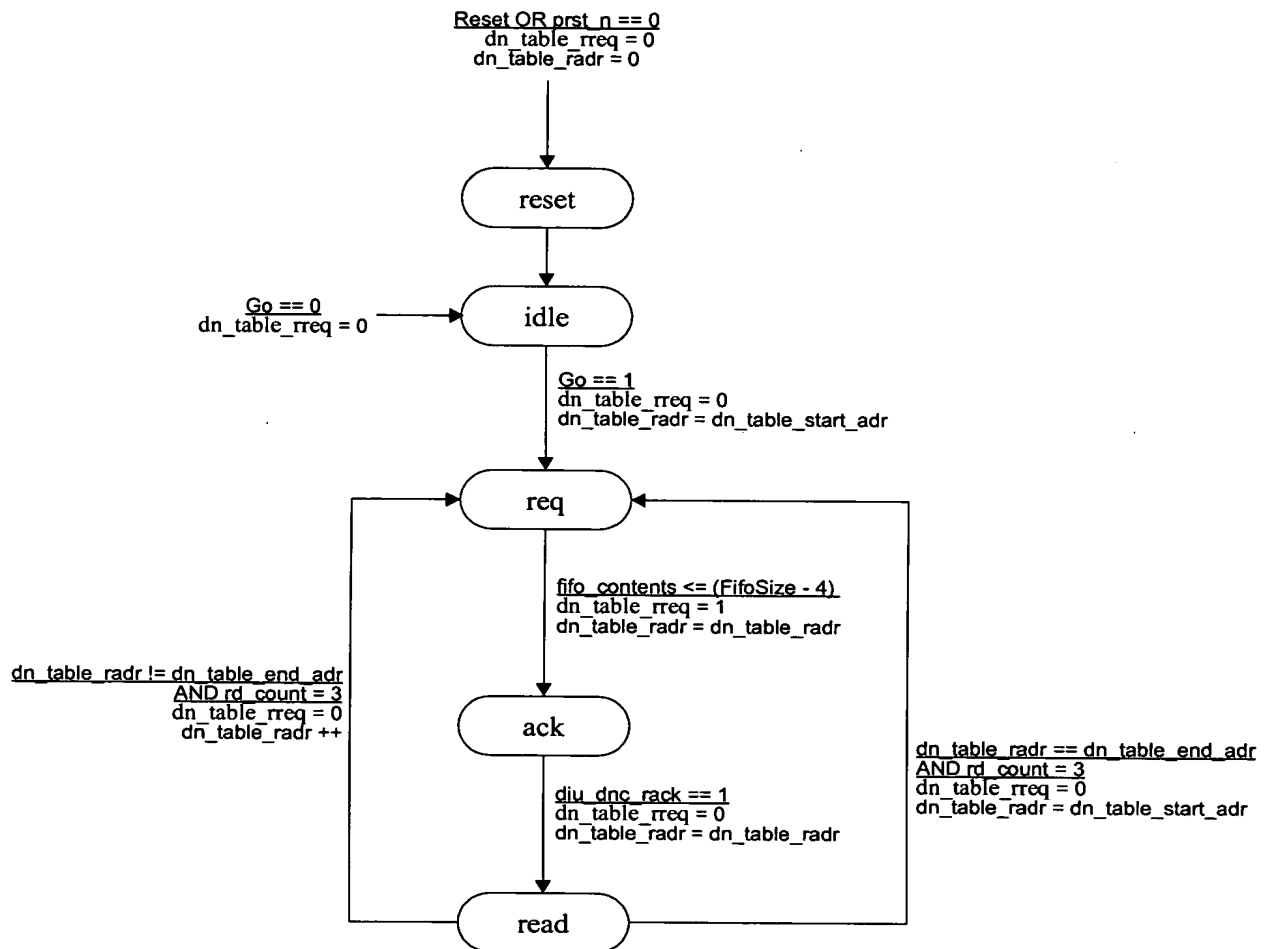 Reset OR prst_n == 0
dn_table_rreq = 0
dn_table_radr = 0
reset
idle
Go == 0
dn_table_rreq = 0
Go == 1
dn_table_rreq = 0
dn_table_radr = dn_table_start_adr
req
fifo_contents <= (FifoSize - 4)
dn_table_rreq = 1
dn_table_radr = dn_table_radr
dn_table_radr != dn_table_end_adr
AND rd_count = 3
dn_table_rreq = 0
dn_table_radr ++
ack
dn_table_radr == dn_table_end_adr
AND rd_count = 3
dn_table_rreq = 0
dn_table_radr = dn_table_start_adr
diu_dnc_rack == 1
dn_table_rreq = 0
dn_table_radr = dn_table_radr
read